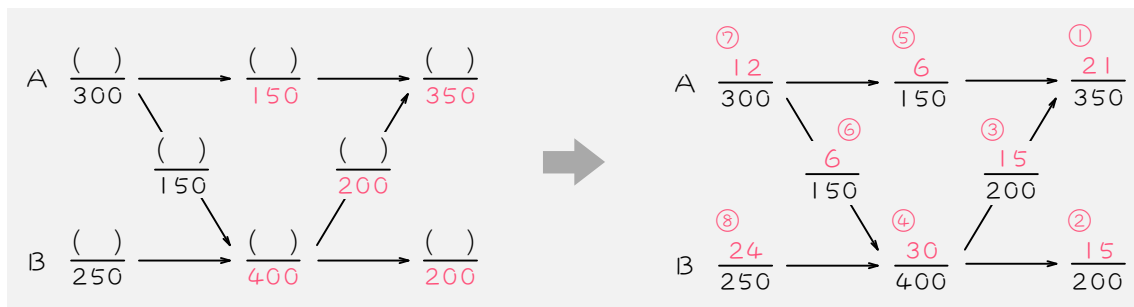 A ( ) 300 ( ) 150 ( ) 350
( ) 150 ( ) 200
B ( ) 250 ( ) 400 ( ) 200
⑦ ⑤ ①
A 12 300 6 150 21 350
⑥ ③
6 150 15 200
⑧ ④ ②
B 24 250 30 400 15 200